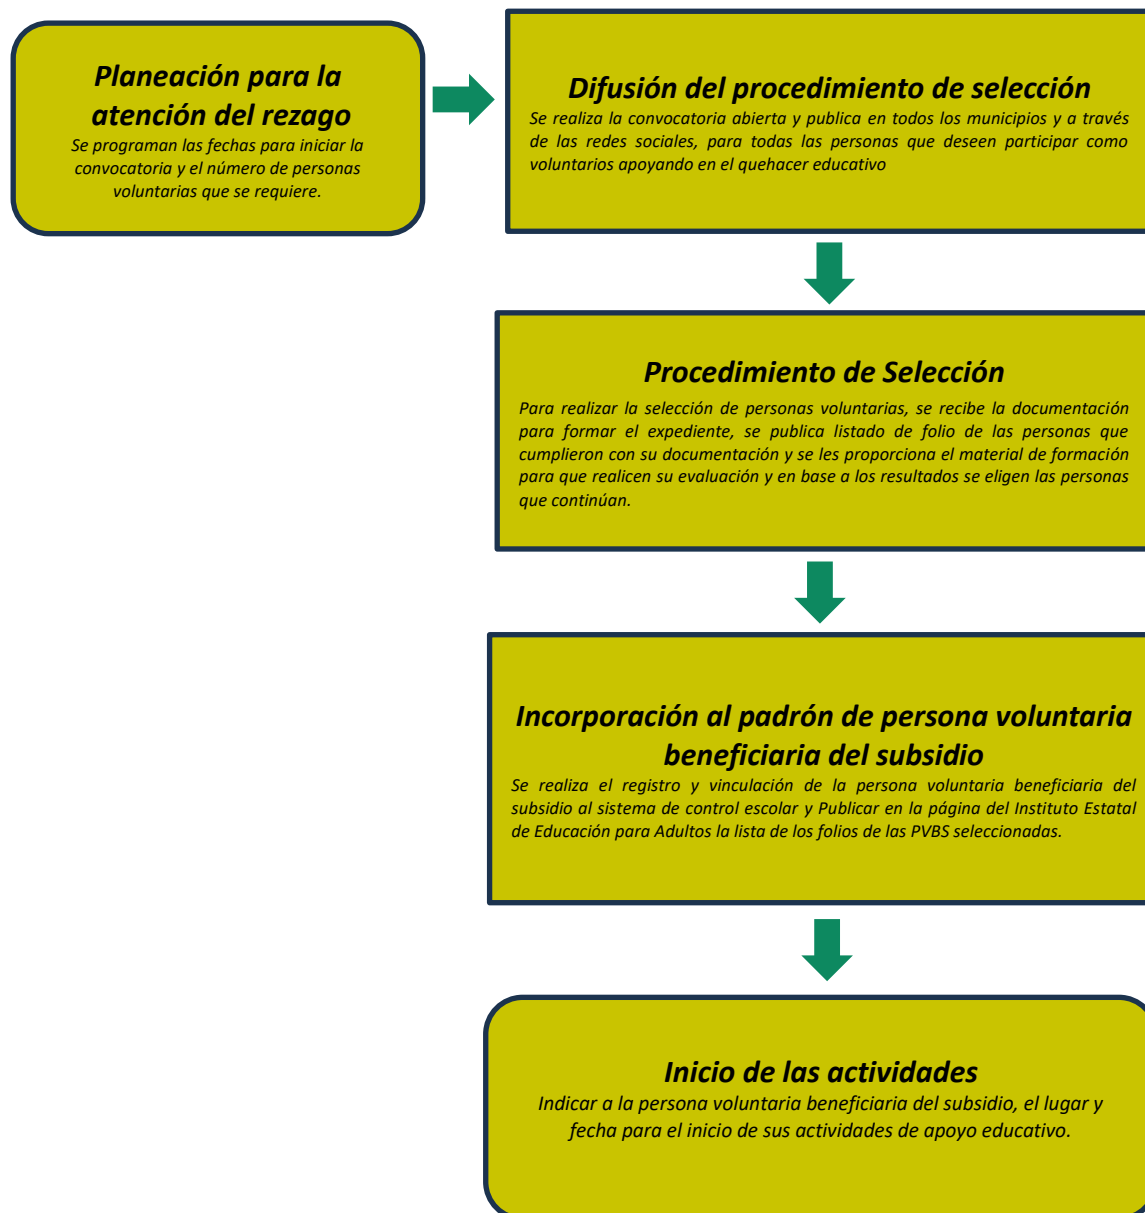 Planeación para la
atención del rezago
Se programan las fechas para iniciar la
convocatoria y el número de personas
voluntarias que se requiere.
Difusión del procedimiento de selección
Se realiza la convocatoria abierta y publica en todos los municipios y a través
de las redes sociales, para todas las personas que deseen participar como
voluntarios apoyando en el quehacer educativo
Procedimiento de Selección
Para realizar la selección de personas voluntarias, se recibe la documentación
para formar el expediente, se publica listado de folio de las personas que
cumplieron con su documentación y se les proporciona el material de formación
para que realicen su evaluación y en base a los resultados se eligen las personas
que continúan.
Incorporación al padrón de persona voluntaria
beneficiaria del subsidio
Se realiza el registro y vinculación de la persona voluntaria beneficiaria del
subsidio al sistema de control escolar y Publicar en la página del Instituto Estatal
de Educación para Adultos la lista de los folios de las PVBS seleccionadas.
Inicio de las actividades
Indicar a la persona voluntaria beneficiaria del subsidio, el lugar y
fecha para el inicio de sus actividades de apoyo educativo.